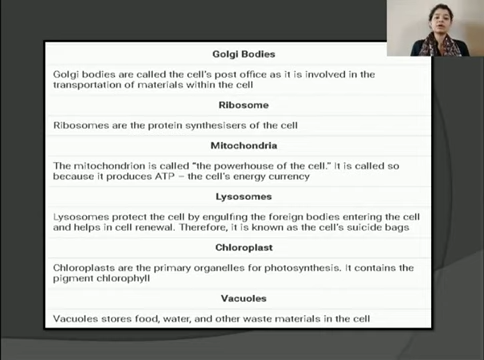 Golgi Bodies
Golgi bodies are called the cell's post office as it is involved in the
transportation of materials within the cell
Ribosome
Ribosomes are the protein synthesisers of the cell
Mitochondria
The mitochondrion is called "the powerhouse of the cell." It is called so
because it produces ATP – the cell's energy currency
Lysosomes
Lysosomes protect the cell by engulfing the foreign bodies entering the cell
and helps in cell renewal. Therefore, it is known as the cell's suicide bags
Chloroplast
Chloroplasts are the primary organelles for photosynthesis. It contains the
pigment chlorophyll
Vacuoles
Vacuoles stores food, water, and other waste materials in the cell